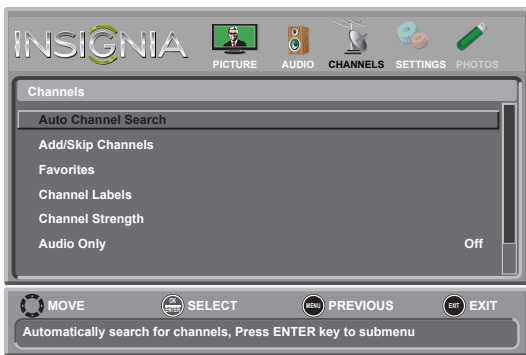 INSIGNIA
PICTURE AUDIO CHANNELS SETTINGS PHOTOS
Channels
Auto Channel Search
Add/Skip Channels
Favorites
Channel Labels
Channel Strength
Audio Only Off
MOVE OK ENTER SELECT MENU PREVIOUS EXIT EXIT
Automatically search for channels, Press ENTER key to submenu